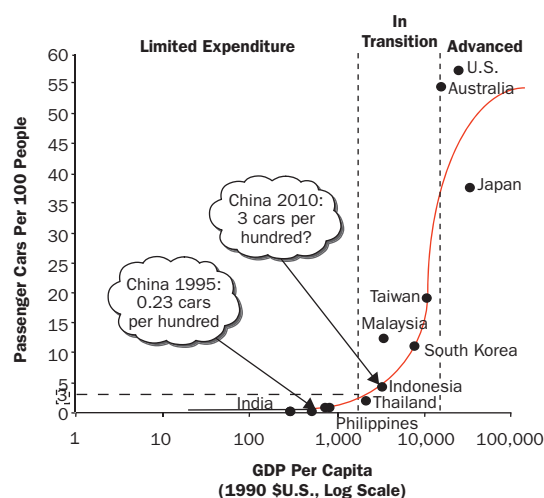 In
Limited Expenditure
Transition
Advanced
Passenger Cars Per 100 People
60
55
50
45
40
35
30
25
20
15
10
5
3
0
U.S.
Australia
Japan
China 2010:
3 cars per
hundred?
China 1995:
0.23 cars
per hundred
Taiwan
Malaysia
South Korea
Indonesia
Thailand
India
Philippines
1
10
100
1,000
10,000
100,000
GDP Per Capita
(1990 $U.S., Log Scale)